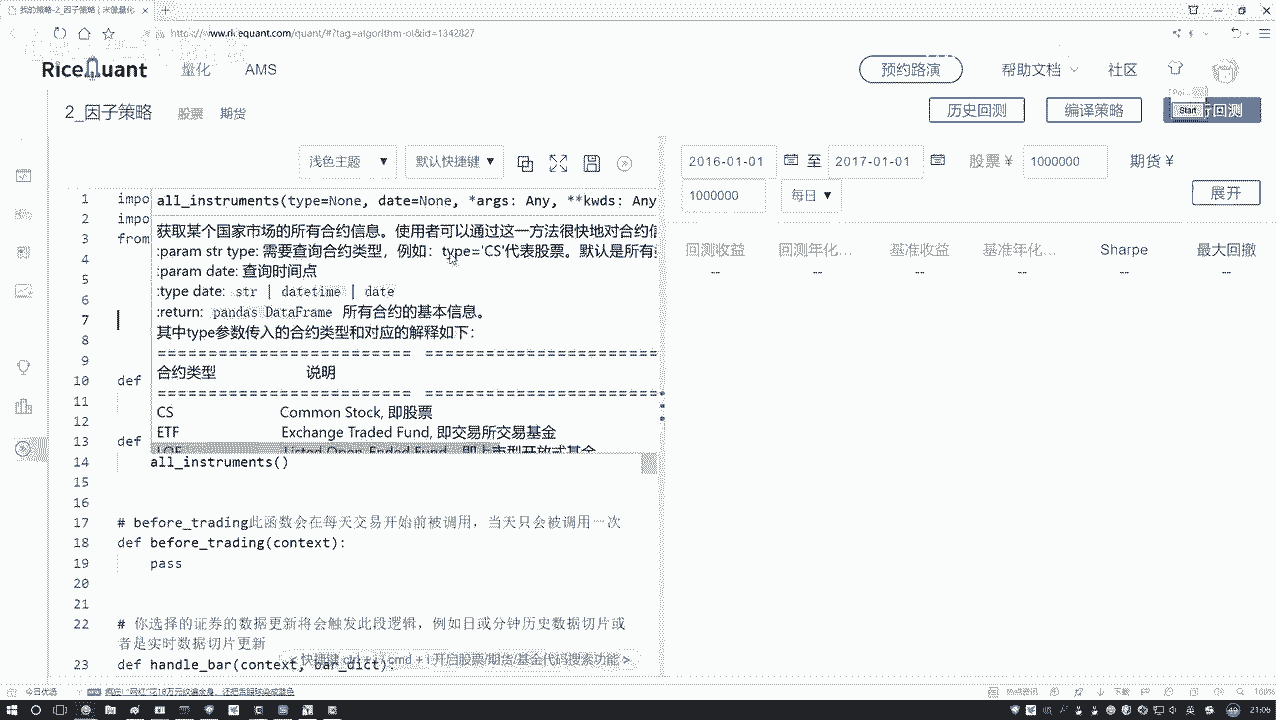 找的策略-2_因子策略 | 米筐量化
https://www.ricequant.com/quant/#?tag=algorithm-ol&id=1342827
RiceQuant 量化 AMS 预约路演 帮助文档 社区
2_因子策略 股票 期货 历史回测 编译策略 回测
Start
浅色主题 ▼ 默认快捷键 ▼
2016-01-01 至 2017-01-01 股票 ¥ 1000000 期货 ¥
1000000 每日 ▼ 展开
回测收益 回测年化... 基准收益 基准年化... Sharpe 最大回撤
-- -- -- -- -- --
1 impo
2 impo
3 from
4
5
6
7
8
9
10 def
11
12
13 def
all_instruments(type=None, date=None, *args: Any, **kwds: Any
获取某个国家市场的所有合约信息。使用者可以通过这一方法很快地对合约信
:param str type: 需要查询合约类型，例如：type='CS'代表股票。默认是所有
:param date: 查询时间点
:type date: str | datetime | date
:return: pandas DataFrame 所有合约的基本信息。
其中type参数传入的合约类型和对应的解释如下：
======================== ========================
合约类型 说明
======================== ========================
CS Common Stock, 即股票
ETF Exchange Traded Fund, 即交易所交易基金
LOF Listed Open-Ended Fund，即上市型开放式基金
14 all_instruments()
15
16
17 # before_trading此函数会在每天交易开始前被调用，当天只会被调用一次
18 def before_trading(context):
19 pass
20
21
22 # 你选择的证券的数据更新将会触发此段逻辑，例如日或分钟历史数据切片或
者是实时数据切片更新
23 def handle_bar(context, bar_dict):
开启股票/期货/基金代码搜索功能 >
今日优选
下载
100%
21:05